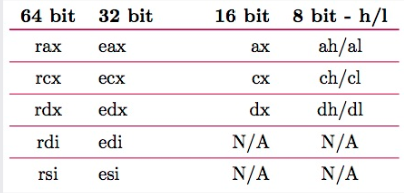 64 bit 32 bit 16 bit 8 bit - h/l
rax eax ax ah/al
rcx ecx cx ch/cl
rdx edx dx dh/dl
rdi edi N/A N/A
rsi esi N/A N/A